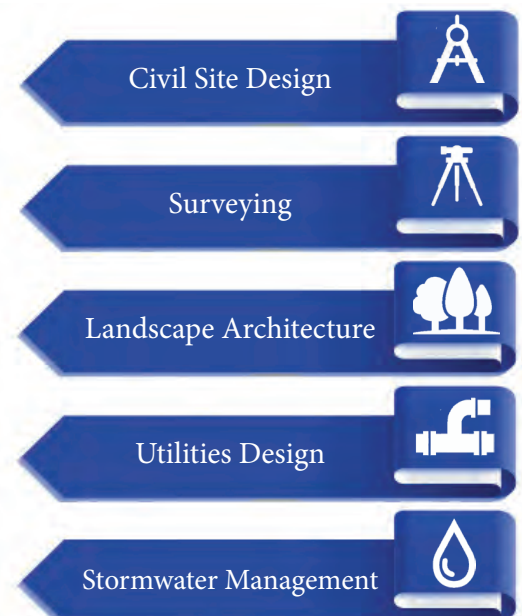 Civil Site Design
Surveying
Landscape Architecture
Utilities Design
Stormwater Management